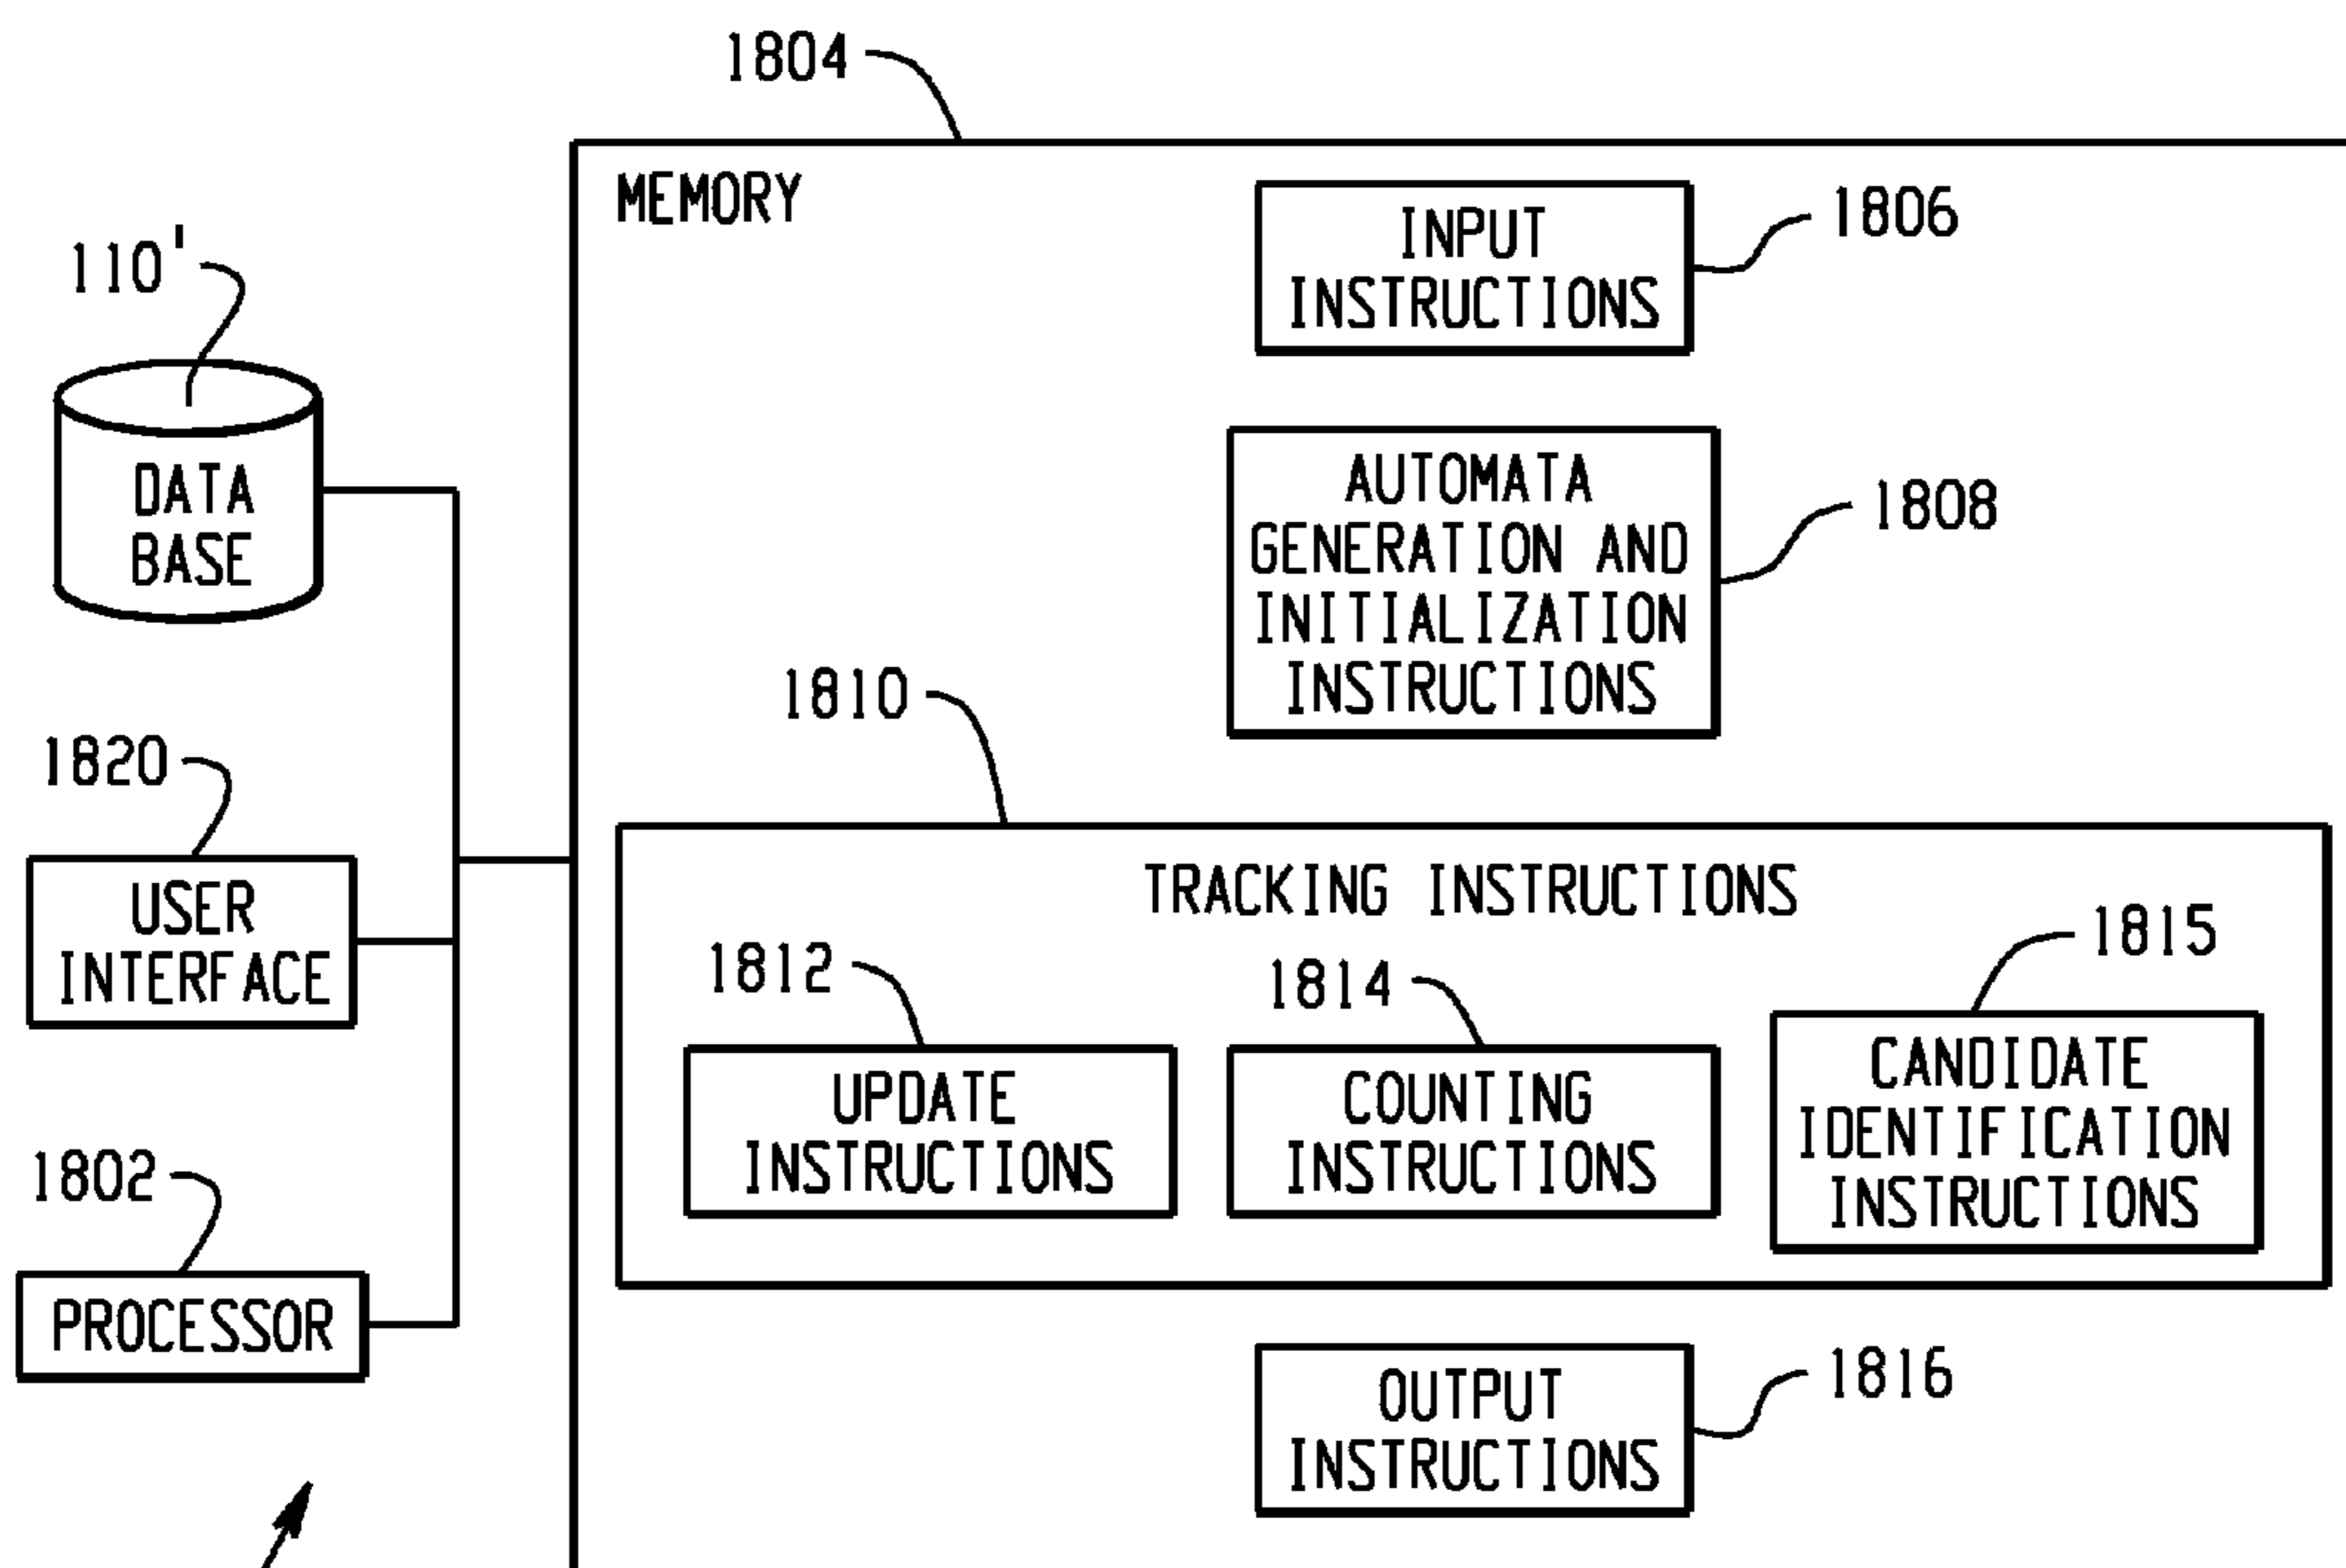 1804
MEMORY
INPUT
INSTRUCTIONS
1806
110'
DATA
BASE
AUTOMATA
GENERATION AND
INITIALIZATION
INSTRUCTIONS
1808
1810
1820
USER
INTERFACE
TRACKING INSTRUCTIONS
1812
1814
1815
UPDATE
INSTRUCTIONS
COUNTING
INSTRUCTIONS
CANDIDATE
IDENTIFICATION
INSTRUCTIONS
1802
PROCESSOR
OUTPUT
INSTRUCTIONS
1816